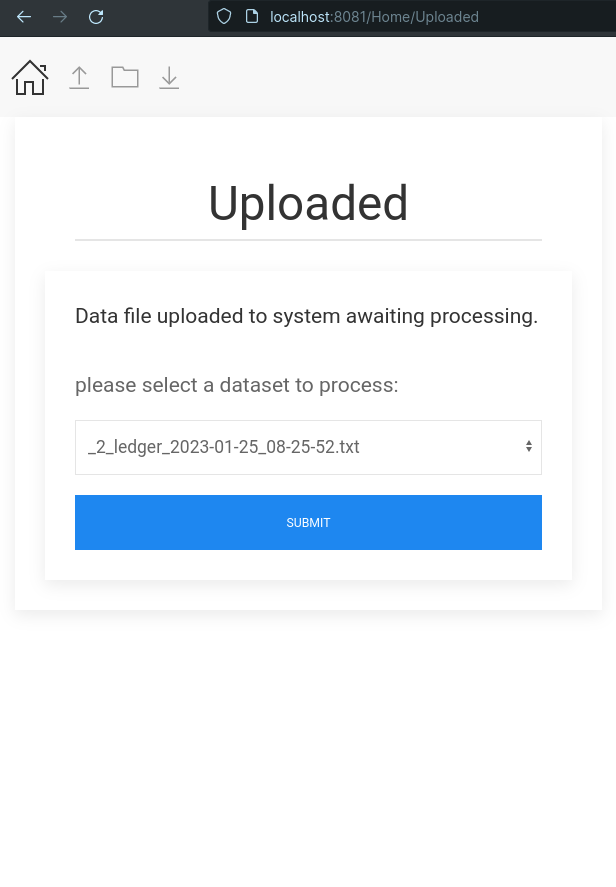 localhost:8081/Home/Uploaded
Uploaded
Data file uploaded to system awaiting processing.
please select a dataset to process:
_2_ledger_2023-01-25_08-25-52.txt
SUBMIT